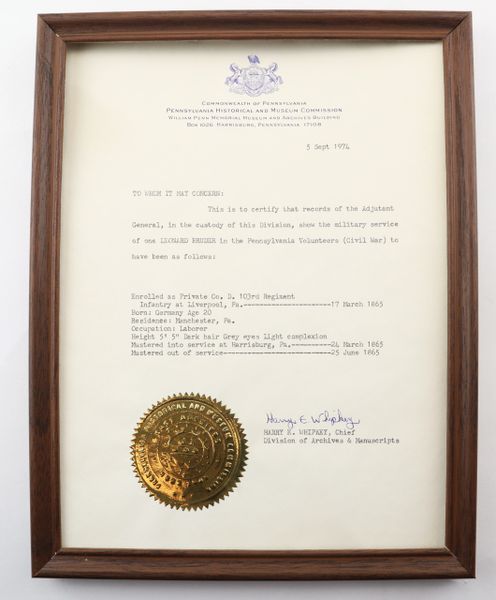 COMMONWEALTH OF PENNSYLVANIA
PENNSYLVANIA HISTORICAL AND MUSEUM COMMISSION
WILLIAM PENN MEMORIAL MUSEUM AND ARCHIVES BUILDING
BOX 1026 HARRISBURG, PENNSYLVANIA 17108
5 Sept 1974
TO WHOM IT MAY CONCERN:
This is to certify that records of the Adjutant
General, in the custody of this Division, show the military service
of one LEONARD in the Pennsylvania Volunteers (Civil War) to
have been as follows:
Enrolled as Private Co. D. 103rd Regiment
Infantry at Liverpool, Pa.-----------------17 March 1865
Born: Germany Age 20
Residence: Manchester, Pa.
Occupation: Laborer
Height 5' 5" Dark hair Grey eyes Light complexion
Mustered into service at Harrisburg, Pa.--------24 March 1865
Mustered out of service----------------------25 June 1865
Harry E Whipkey
HARRY E. WHIPKEY, Chief
Division of Archives & Manuscripts
HISTORICAL AND MUSEUM COMMISSION